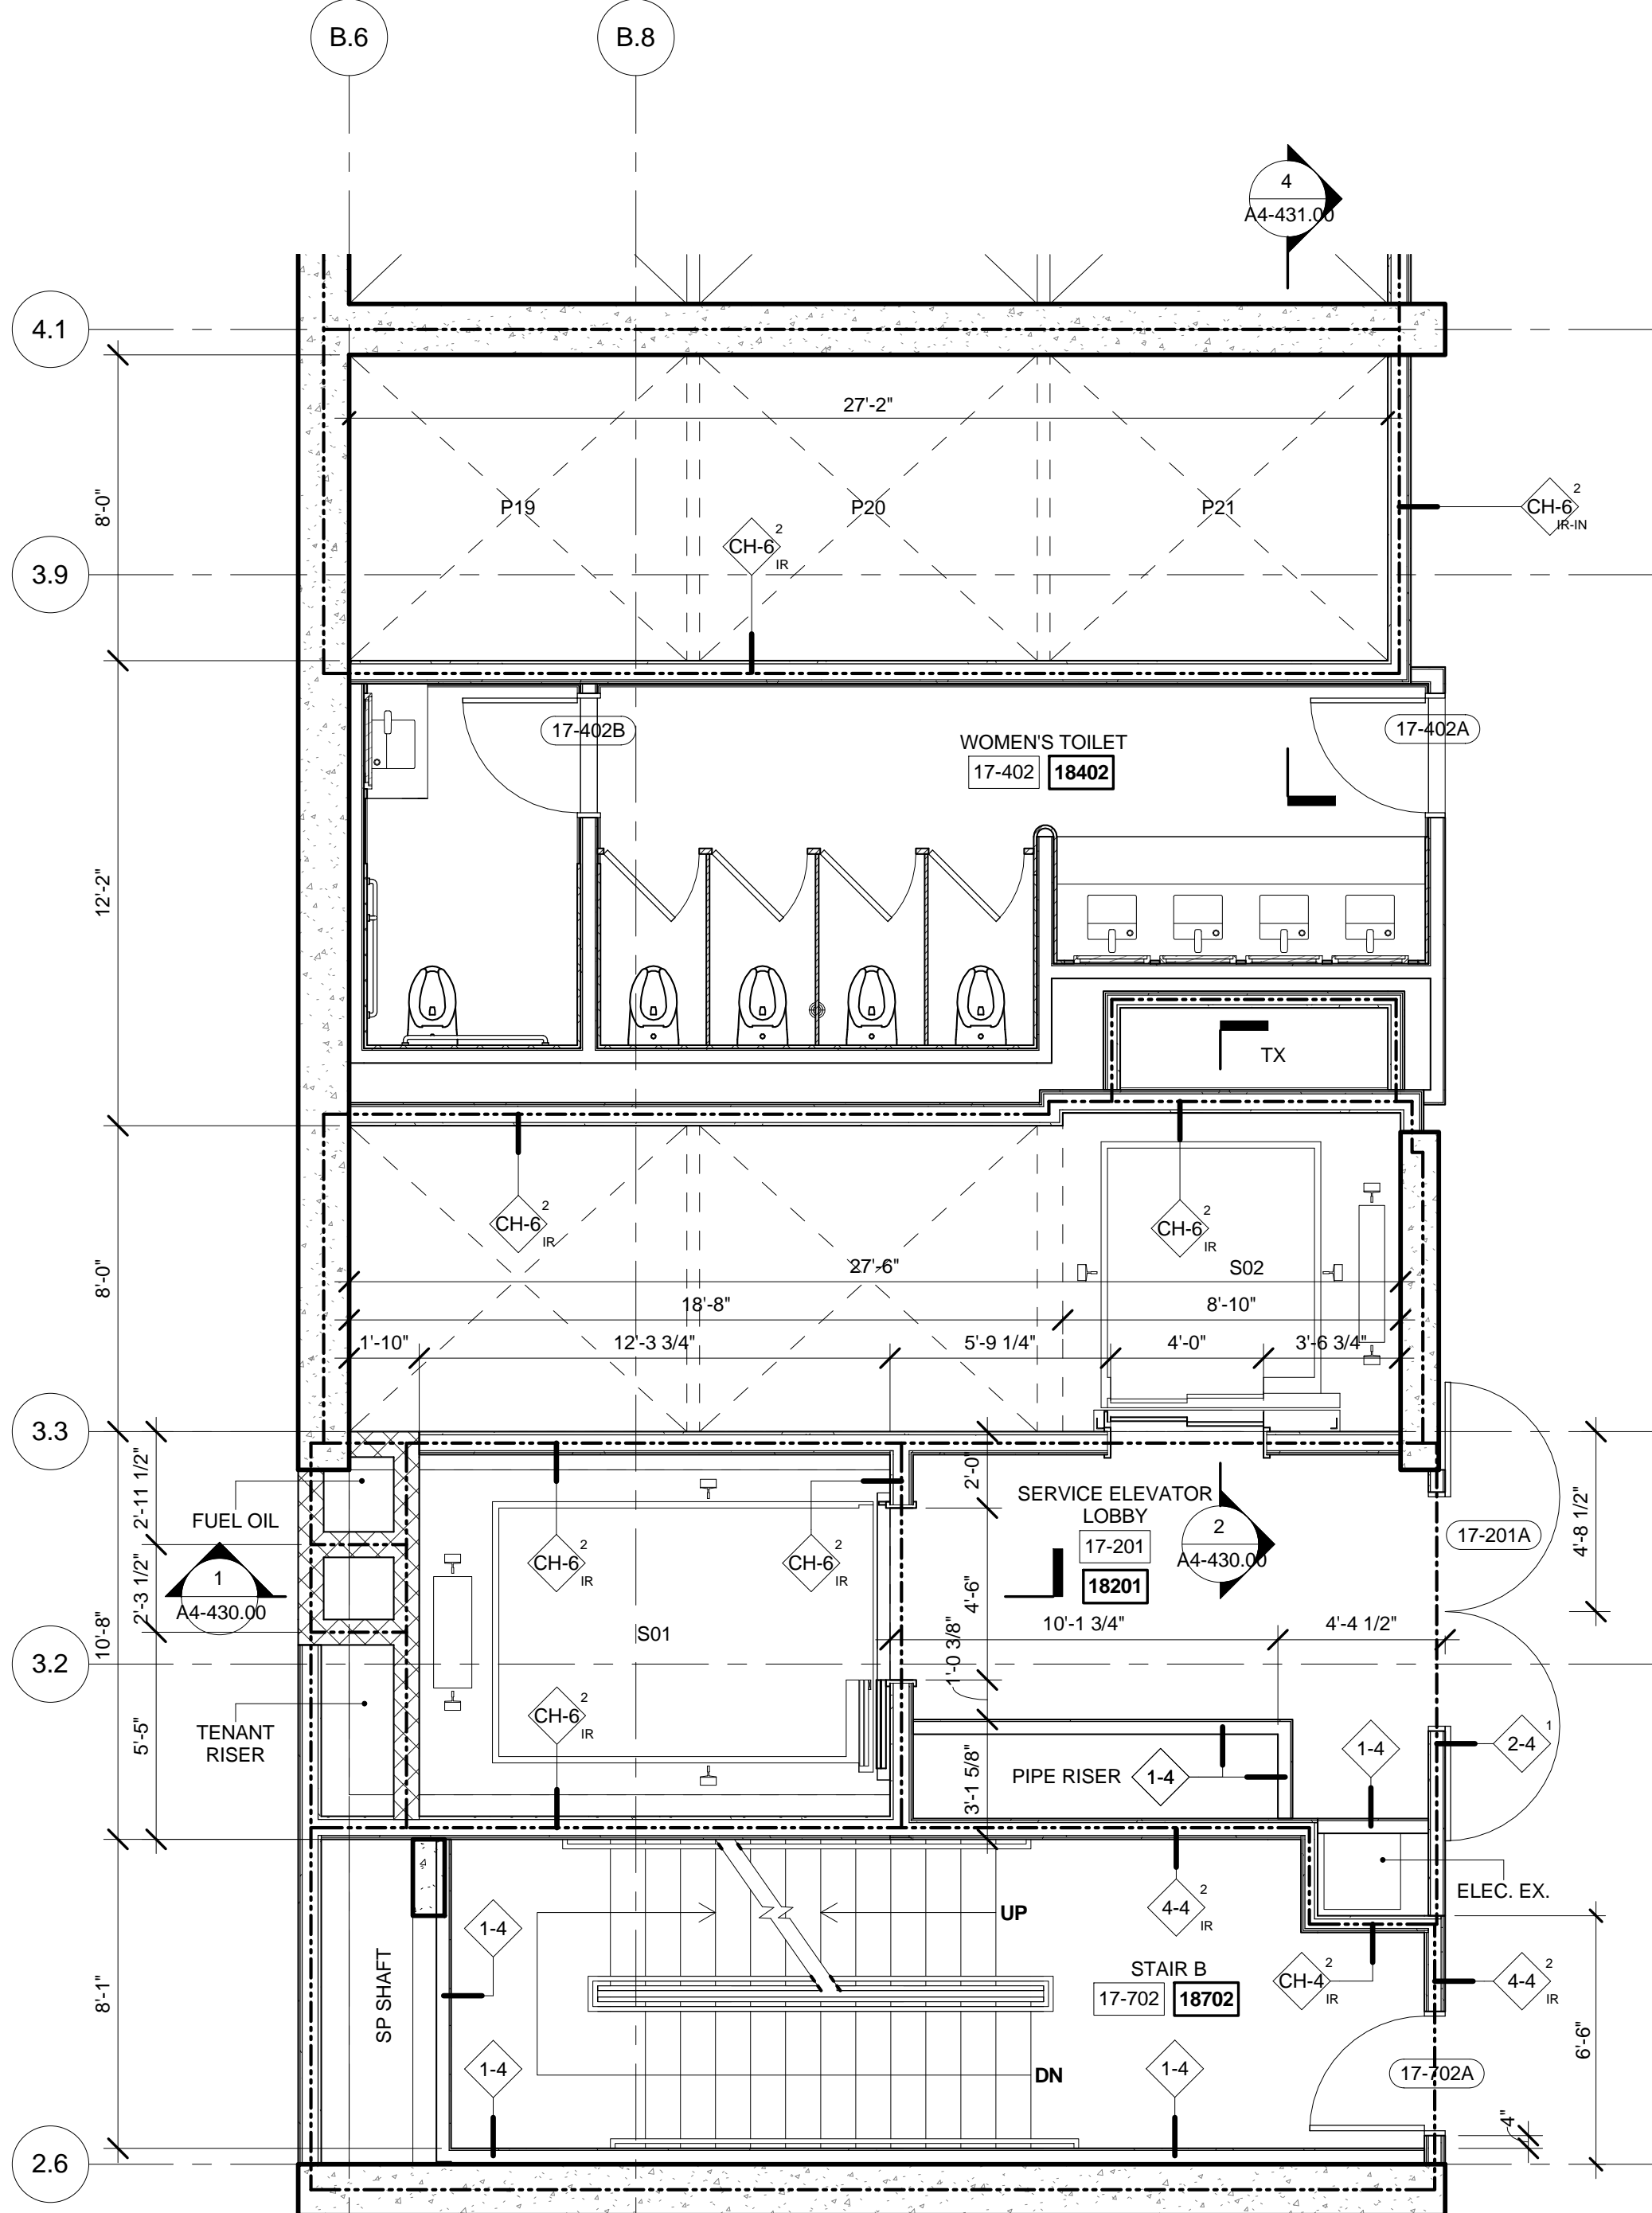 B.6
B.8
4
A4-431.00
4.1
27'-2"
8'-0"
P19
P20
P21
CH-6
2
IR-IN
CH-6
2
IR
3.9
17-402B
17-402A
WOMEN'S TOILET
17-402
18402
12'-2"
TX
CH-6
2
IR
CH-6
2
IR
8'-0"
27'-6"
S02
18'-8"
8'-10"
1'-10"
12'-3 3/4"
5'-9 1/4"
4'-0"
3'-6 3/4"
3.3
2'-11 1/2"
2'-0"
SERVICE ELEVATOR
LOBBY
17-201
18201
2
A4-430.00
FUEL OIL
17-201A
4'-8 1/2"
CH-6
2
IR
CH-6
2
IR
1
A4-430.00
2'-3 1/2"
10'-8"
4'-6"
1'-0 3/8"
10'-1 3/4"
4'-4 1/2"
S01
3.2
CH-6
2
IR
TENANT
RISER
5'-5"
3'-1 5/8"
PIPE RISER
1-4
1-4
2-4
1
ELEC. EX.
4-4
2
IR
UP
1-4
STAIR B
17-702
18702
CH-4
2
IR
4-4
2
IR
SP SHAFT
8'-1"
6'-6"
1-4
DN
1-4
17-702A
4"
2.6